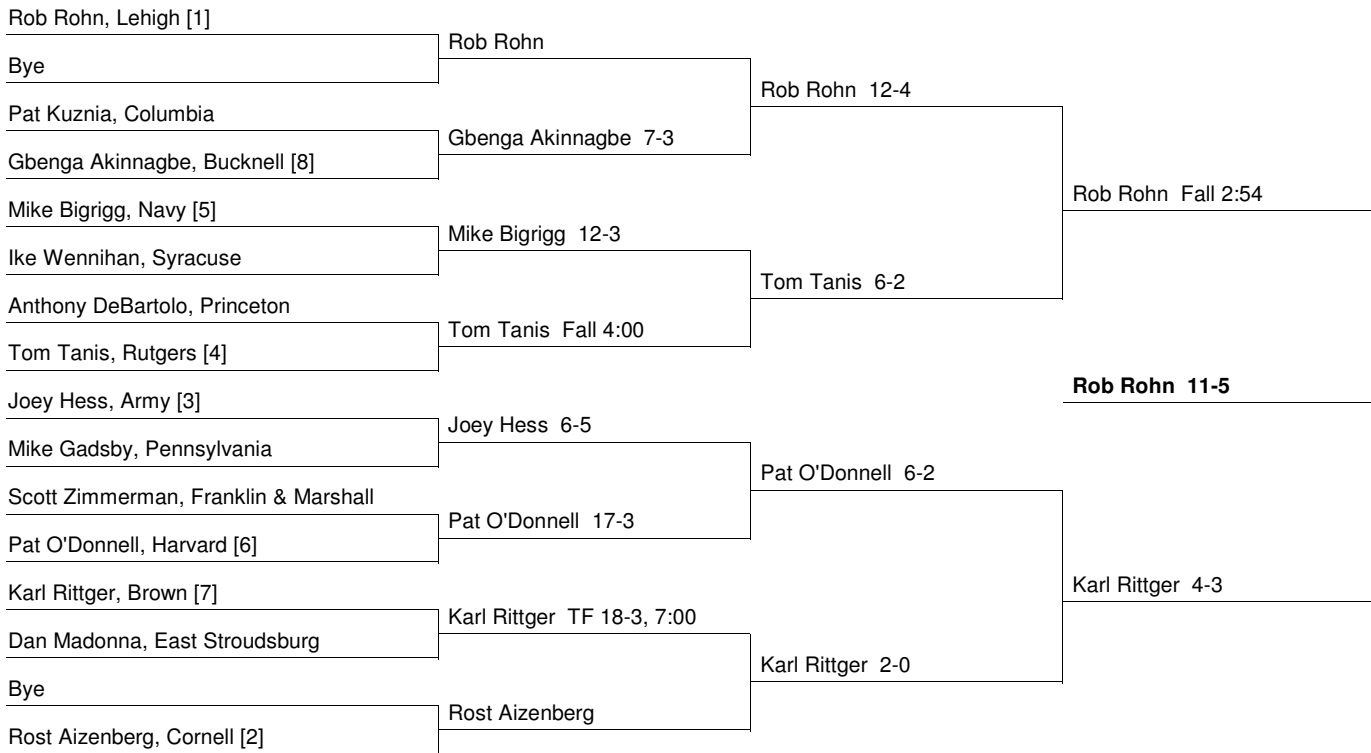 Rob Rohn, Lehigh [1]
Rob Rohn
Bye
Rob Rohn 12-4
Pat Kuznia, Columbia
Gbenga Akinnagbe 7-3
Gbenga Akinnagbe, Bucknell [8]
Rob Rohn Fall 2:54
Mike Bigrigg, Navy [5]
Mike Bigrigg 12-3
Ike Wennihan, Syracuse
Tom Tanis 6-2
Anthony DeBartolo, Princeton
Tom Tanis Fall 4:00
Tom Tanis, Rutgers [4]
Rob Rohn 11-5
Joey Hess, Army [3]
Joey Hess 6-5
Mike Gadsby, Pennsylvania
Pat O'Donnell 6-2
Scott Zimmerman, Franklin & Marshall
Pat O'Donnell 17-3
Pat O'Donnell, Harvard [6]
Karl Rittger 4-3
Karl Rittger, Brown [7]
Karl Rittger TF 18-3, 7:00
Dan Madonna, East Stroudsburg
Karl Rittger 2-0
Bye
Rost Aizenberg
Rost Aizenberg, Cornell [2]